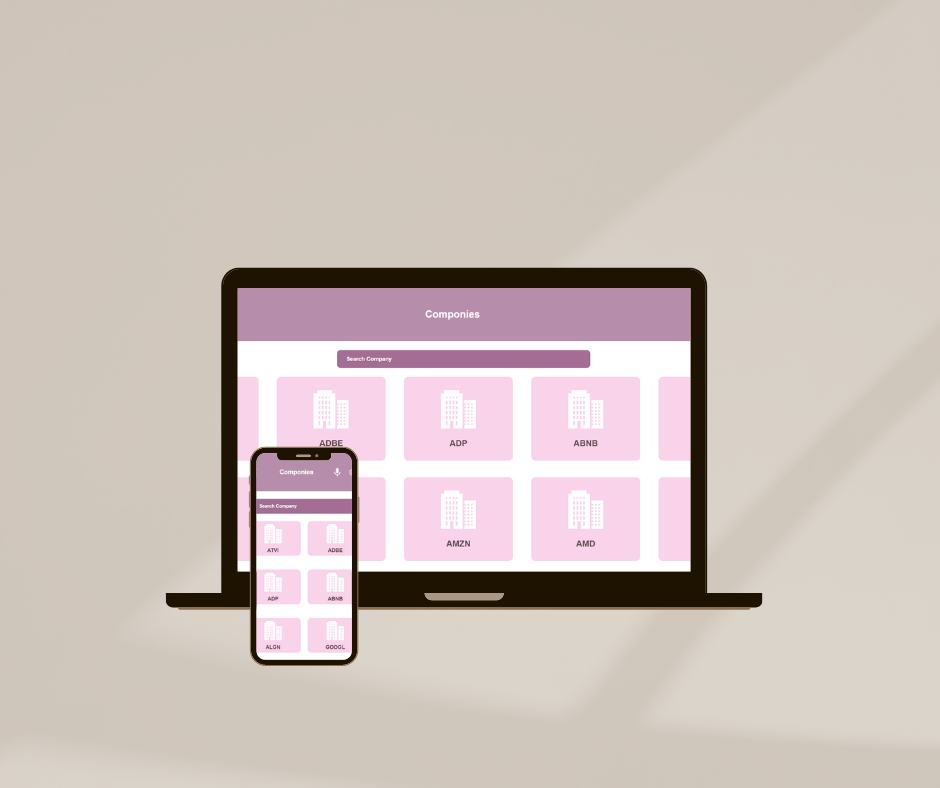 Componies
Search Company
ADBE
ADP
ABNB
AMZN
AMD
Componies
Search Company
ATVI
ADBE
ADP
ABNB
ALGN
GOOGL